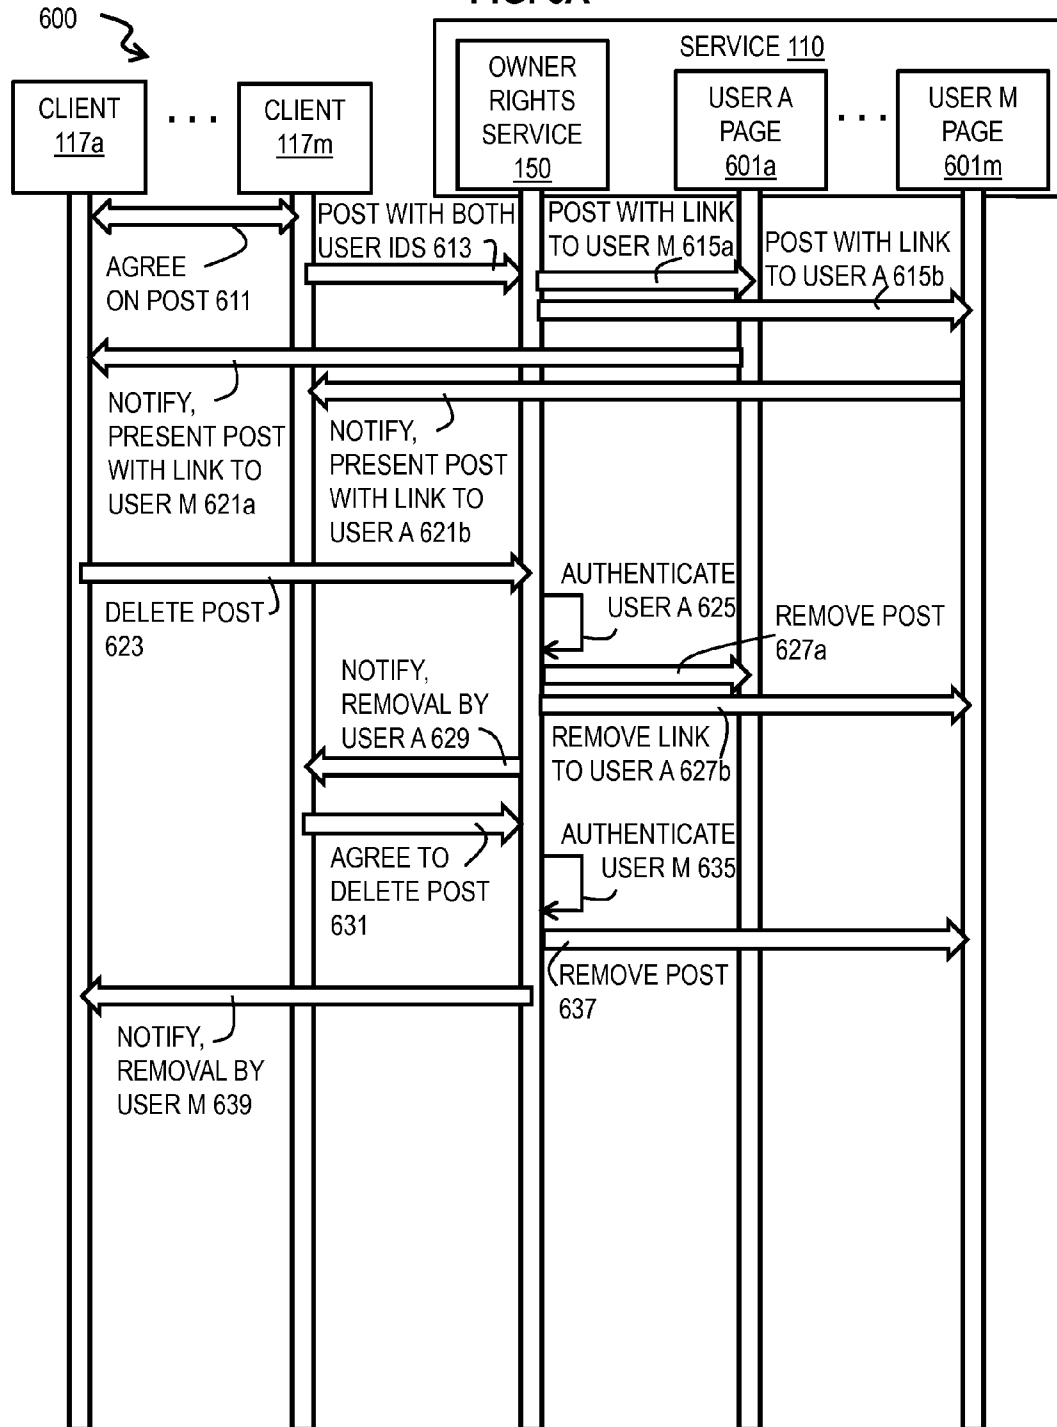 FIG. 6A
600
SERVICE 110
CLIENT
117a
...
CLIENT
117m
OWNER
RIGHTS
SERVICE
150
USER A
PAGE
601a
...
USER M
PAGE
601m
AGREE
ON POST 611
POST WITH BOTH
USER IDS 613
POST WITH LINK
TO USER M 615a
POST WITH LINK
TO USER A 615b
NOTIFY,
PRESENT POST
WITH LINK TO
USER M 621a
NOTIFY,
PRESENT POST
WITH LINK TO
USER A 621b
DELETE POST
623
AUTHENTICATE
USER A 625
REMOVE POST
627a
NOTIFY,
REMOVAL BY
USER A 629
REMOVE LINK
TO USER A 627b
AGREE TO
DELETE POST
631
AUTHENTICATE
USER M 635
REMOVE POST
637
NOTIFY,
REMOVAL BY
USER M 639